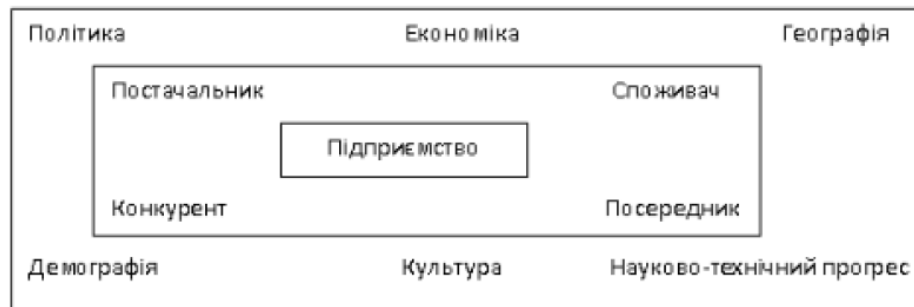 Політика Економіка Географія
Постачальник Споживач
Підприємство
Конкурент Посередник
Демографія Культура Науково-технічний прогрес